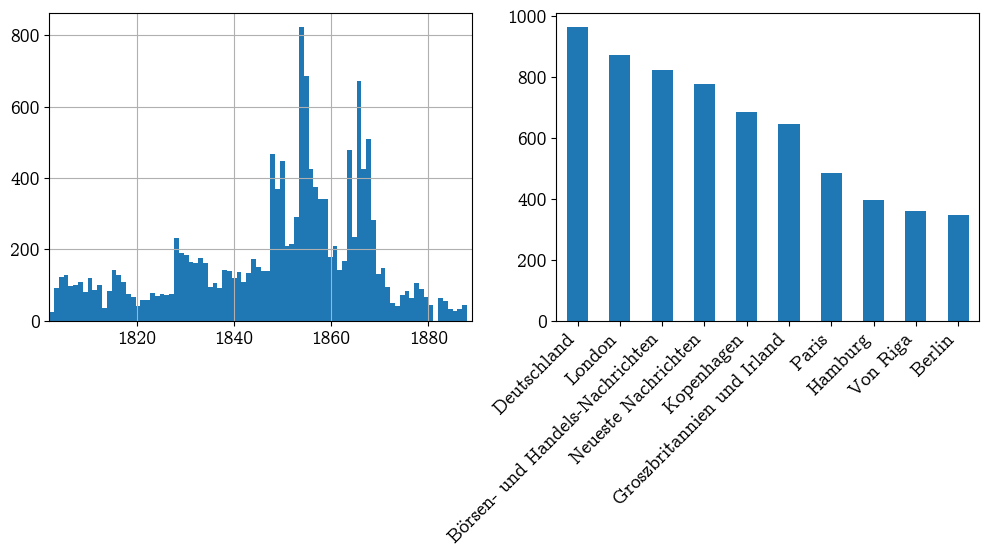 800
600
400
200
0
1820 1840 1860 1880
1000
800
600
400
200
0
Deutschland
London
Börsen- und Handels-Nachrichten
Neueste Nachrichten
Kopenhagen
Groszbritannien und Irland
Paris
Hamburg
Von Riga
Berlin